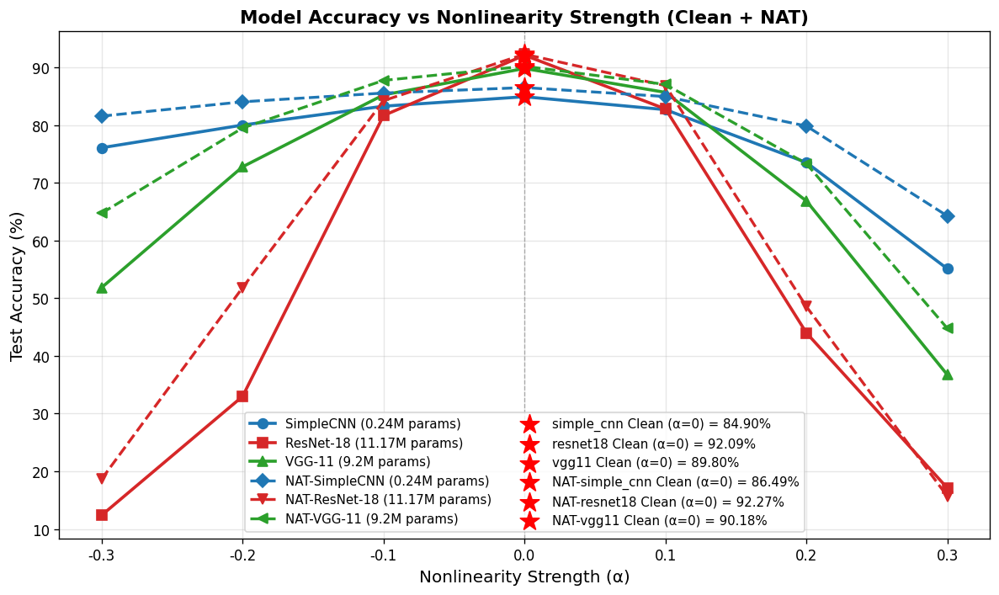 Model Accuracy vs Nonlinearity Strength (Clean + NAT)
Test Accuracy (%)
90
80
70
60
50
40
30
20
10
SimpleCNN (0.24M params)
ResNet-18 (11.17M params)
VGG-11 (9.2M params)
NAT-SimpleCNN (0.24M params)
NAT-ResNet-18 (11.17M params)
NAT-VGG-11 (9.2M params)
simple_cnn Clean (α=0) = 84.90%
resnet18 Clean (α=0) = 92.09%
vgg11 Clean (α=0) = 89.80%
NAT-simple_cnn Clean (α=0) = 86.49%
NAT-resnet18 Clean (α=0) = 92.27%
NAT-vgg11 Clean (α=0) = 90.18%
-0.3 -0.2 -0.1 0.0 0.1 0.2 0.3
Nonlinearity Strength (α)